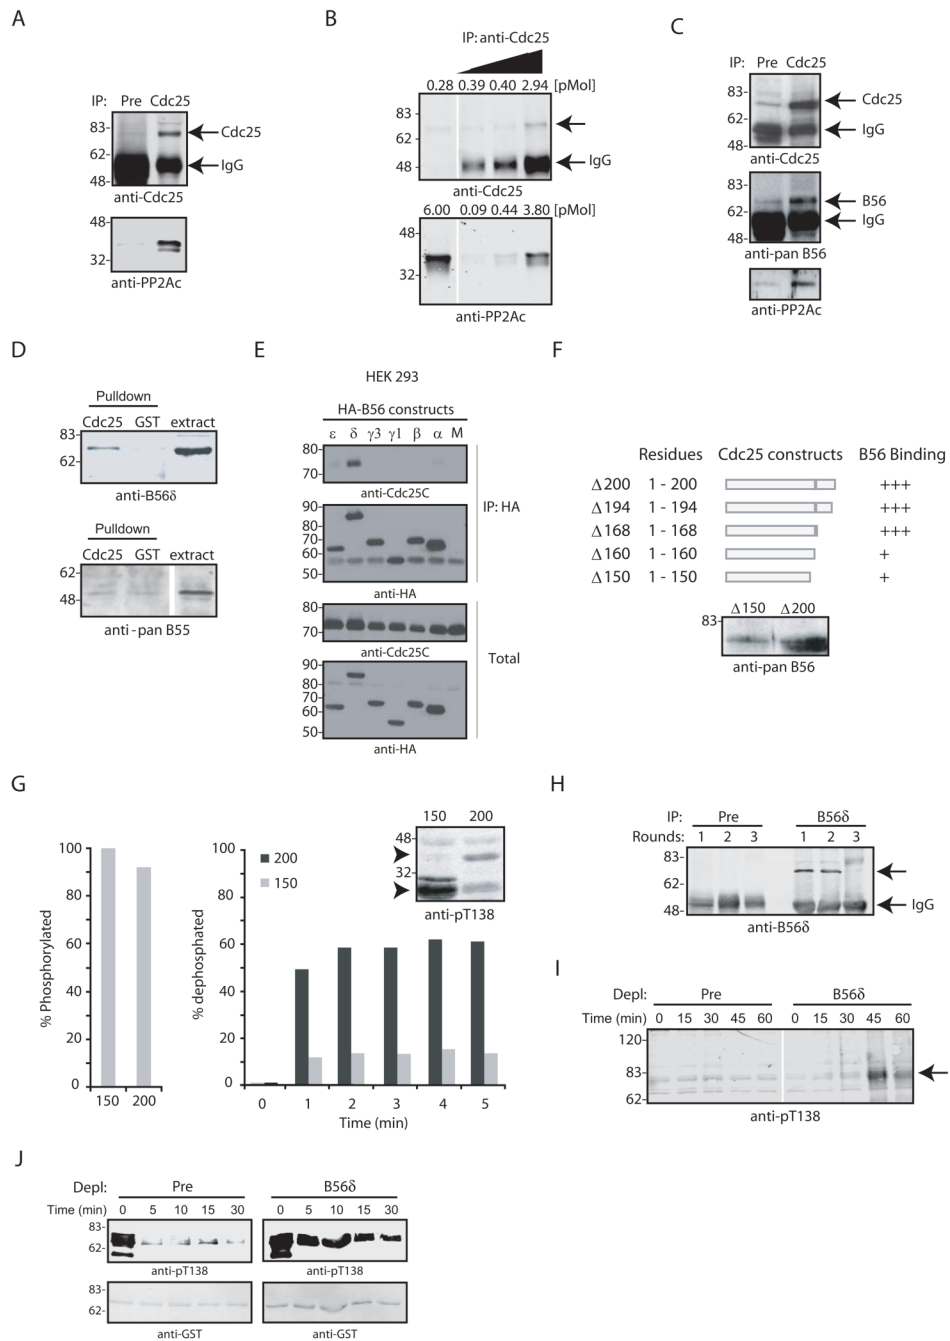 A
IP: Pre Cdc25
83-
Cdc25
62-
IgG
48-
anti-Cdc25
48-
32-
anti-PP2Ac
B
IP: anti-Cdc25
0.28 0.39 0.40 2.94 [pMol]
83-
62-
48-
IgG
anti-Cdc25
6.00 0.09 0.44 3.80 [pMol]
48-
32-
anti-PP2Ac
C
IP: Pre Cdc25
83-
Cdc25
62-
IgG
48-
anti-Cdc25
83-
B56
62-
IgG
48-
anti-pan B56
anti-PP2Ac
D
Pulldown
Cdc25 GST extract
83-
62-
anti-B56δ
Pulldown
Cdc25 GST extract
62-
48-
anti-pan B55
E
HEK 293
HA-B56 constructs
ε δ γ3 γ1 β α M
80-
70-
anti-Cdc25C
IP: HA
90-
80-
70-
60-
50-
anti-HA
80-
70-
anti-Cdc25C
Total
90-
80-
70-
60-
50-
anti-HA
F
Residues Cdc25 constructs B56 Binding
Δ200 1 - 200 +++
Δ194 1 - 194 +++
Δ168 1 - 168 +++
Δ160 1 - 160 +
Δ150 1 - 150 +
Δ150 Δ200
83-
anti-pan B56
G
% Phosphorylated
100
80
60
40
20
0
150 200
% dephosphated
100
80
60
40
20
0
200
150
0 1 2 3 4 5
Time (min)
150 200
48-
32-
anti-pT138
H
IP: Pre B56δ
Rounds: 1 2 3 1 2 3
83-
62-
48-
IgG
anti-B56δ
I
Depl: Pre B56δ
Time (min) 0 15 30 45 60 0 15 30 45 60
120-
83-
62-
anti-pT138
J
Depl: Pre B56δ
Time (min) 0 5 10 15 30 0 5 10 15 30
83-
62-
anti-pT138 anti-pT138
83-
62-
anti-GST anti-GST